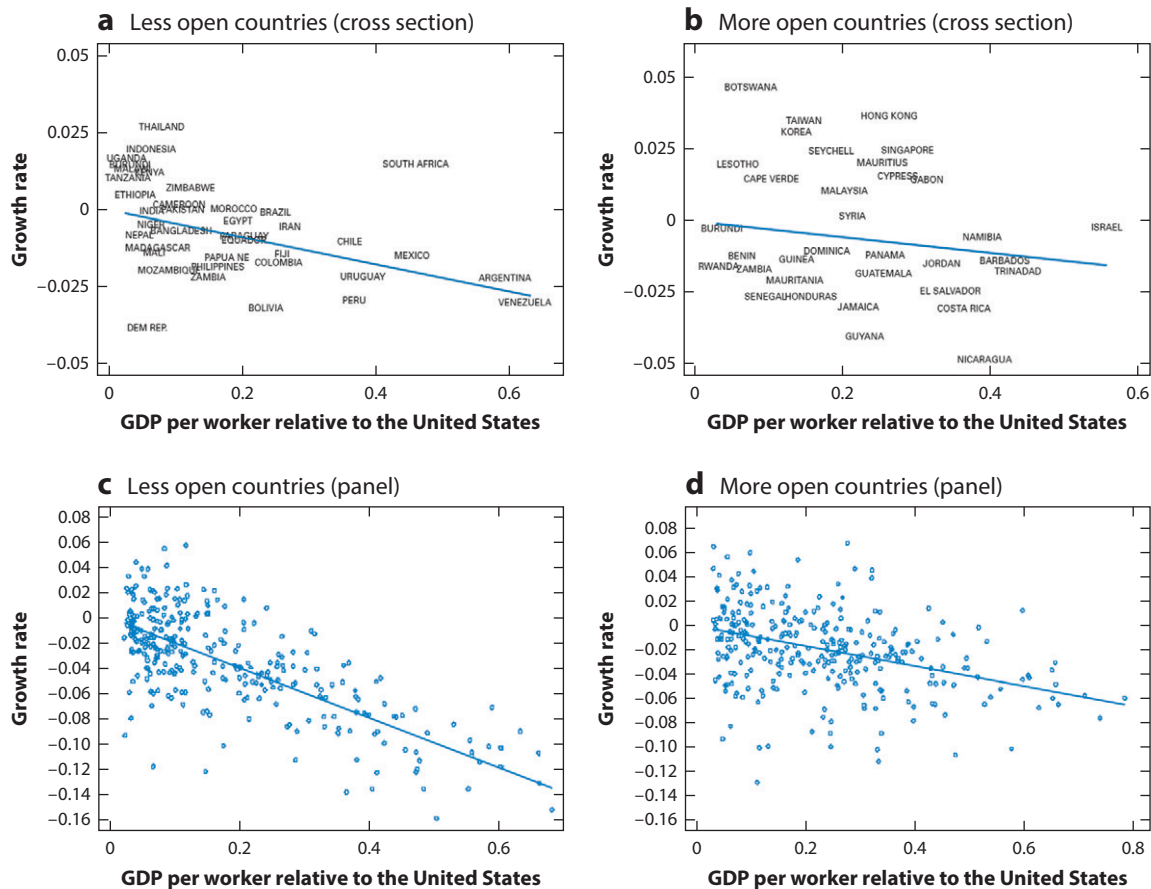 a Less open countries (cross section)
0.05
0.025
0
−0.025
−0.05
Growth rate
THAILAND
INDONESIA
UGANDA
BURUNDI
MALAWI
KENYA
TANZANIA
SOUTH AFRICA
ZIMBABWE
ETHIOPIA
CAMEROON
INDIA PAKISTAN MOROCCO BRAZIL
EGYPT
NIGER
IRAN
BANGLADESH
NEPAL
PARAGUAY
EQUADOR
CHILE
MADAGASCAR
MALI
PAPUA NE FIJI
MEXICO
COLOMBIA
MOZAMBIQUE PHILIPPINES
ZAMBIA
URUGUAY
ARGENTINA
PERU
VENEZUELA
BOLIVIA
DEM REP.
0 0.2 0.4 0.6
GDP per worker relative to the United States
b More open countries (cross section)
0.05
0.025
0
−0.025
−0.05
Growth rate
BOTSWANA
TAIWAN HONG KONG
KOREA
SEYCHELL SINGAPORE
LESOTHO MAURITIUS
CAPE VERDE CYPRESS GABON
MALAYSIA
SYRIA
BURUNDI
ISRAEL
NAMIBIA
DOMINICA
BENIN GUINEA PANAMA
RWANDA ZAMBIA
JORDAN BARBADOS
TRINADAD
MAURITANIA GUATEMALA
SENEGAL HONDURAS
EL SALVADOR
JAMAICA COSTA RICA
GUYANA
NICARAGUA
0 0.2 0.4 0.6
GDP per worker relative to the United States
c Less open countries (panel)
0.08
0.06
0.04
0.02
0
−0.02
−0.04
−0.06
−0.08
−0.10
−0.12
−0.14
−0.16
Growth rate
0 0.2 0.4 0.6
GDP per worker relative to the United States
d More open countries (panel)
0.08
0.06
0.04
0.02
0
−0.02
−0.04
−0.06
−0.08
−0.10
−0.12
−0.14
−0.16
Growth rate
0 0.2 0.4 0.6 0.8
GDP per worker relative to the United States